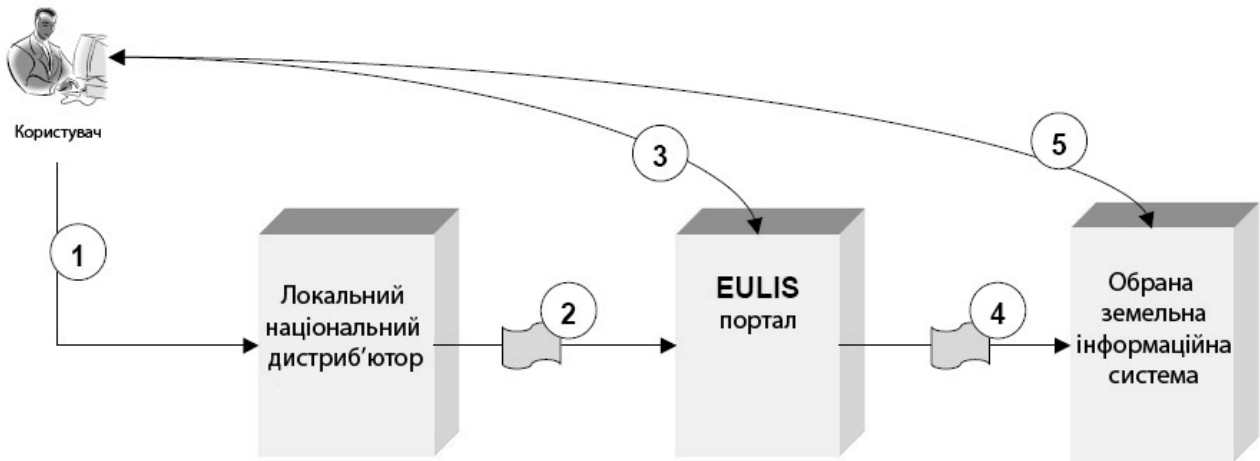 Користувач
1
Локальний
національний
дистриб’ютор
2
3
EULIS
портал
4
5
Обрана
земельна
інформаційна
система